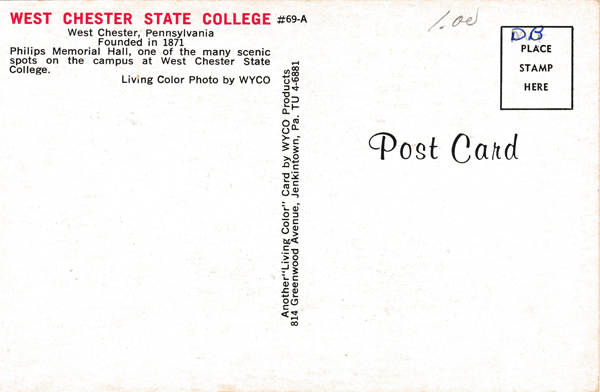 WEST CHESTER STATE COLLEGE #69-A
West Chester, Pennsylvania
Founded in 1871
Philips Memorial Hall, one of the many scenic
spots on the campus at West Chester State
College.
Living Color Photo by WYCO
Another "Living Color" Card by WYCO Products
814 Greenwood Avenue, Jenkintown, Pa. TU 4-6881
1.00
DB
PLACE
STAMP
HERE
Post Card